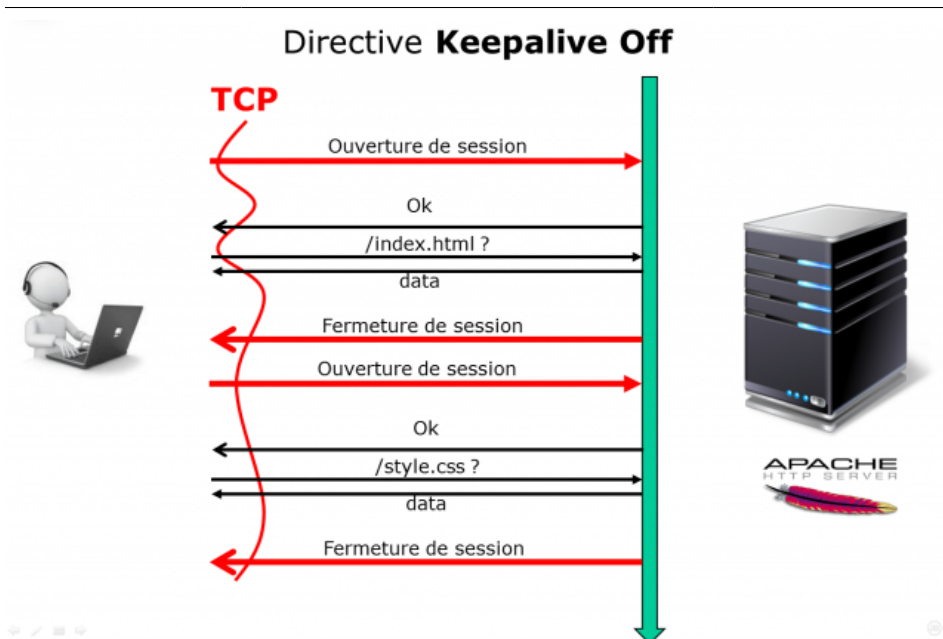 Directive Keepalive Off
TCP
Ouverture de session
Ok
/index.html ?
data
Fermeture de session
Ouverture de session
Ok
/style.css ?
data
Fermeture de session
APACHE
HTTP SERVER